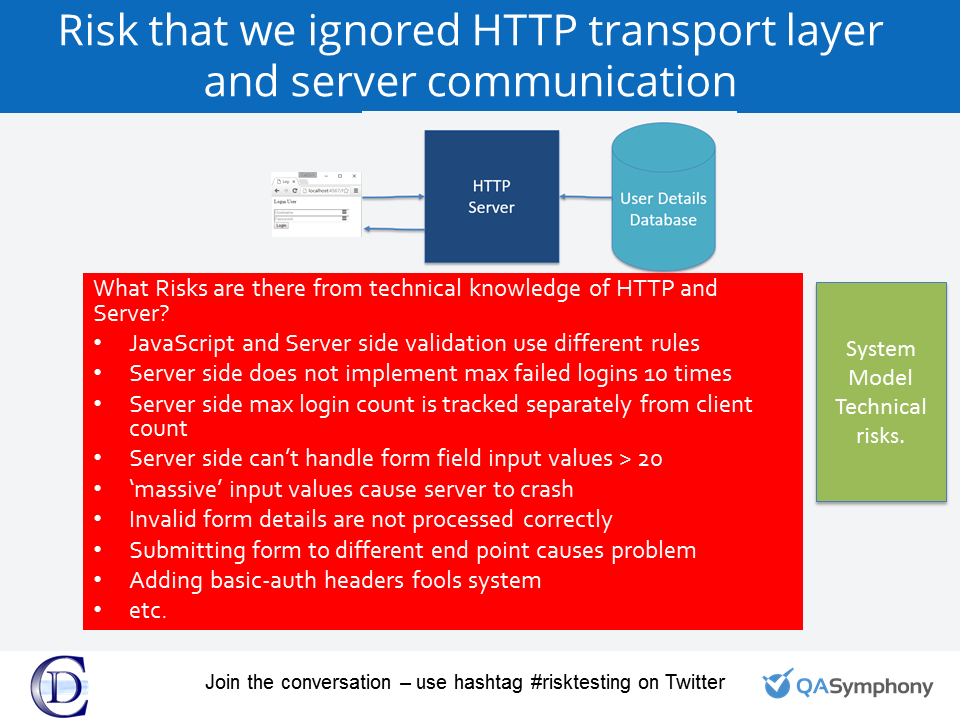 Risk that we ignored HTTP transport layer
and server communication
localhost:4567/
Login User
Login
HTTP
Server
User Details
Database
What Risks are there from technical knowledge of HTTP and
Server?
• JavaScript and Server side validation use different rules
• Server side does not implement max failed logins 10 times
• Server side max login count is tracked separately from client
count
• Server side can’t handle form field input values > 20
• ‘massive’ input values cause server to crash
• Invalid form details are not processed correctly
• Submitting form to different end point causes problem
• Adding basic-auth headers fools system
• etc.
System
Model
Technical
risks.
Join the conversation – use hashtag #risktesting on Twitter
QASymphony